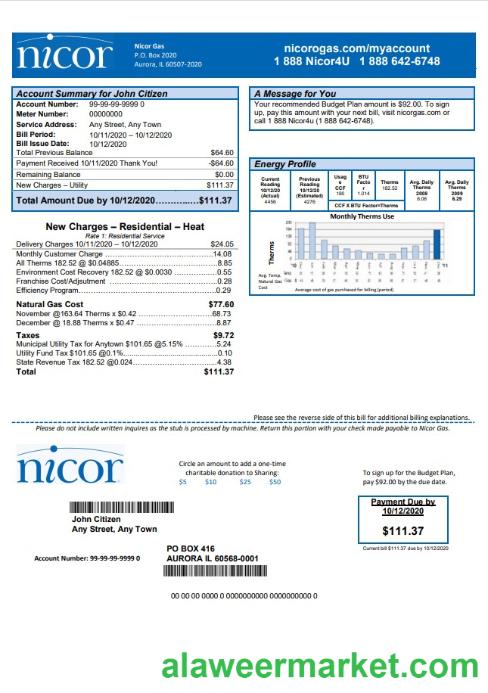 nicor
Nicor Gas
P.O. Box 2020
Aurora, IL 60507-2020
nicorogas.com/myaccount
1 888 Nicor4U 1 888 642-6748
Account Summary for John Citizen
Account Number: 99-99-99-9999 0
Meter Number: 00000000
Service Address: Any Street, Any Town
Bill Period: 10/11/2020 – 10/12/2020
Bill Issue Date: 10/12/2020
Total Previous Balance $64.60
Payment Received 10/11/2020 Thank You! -$64.60
Remaining Balance $0.00
New Charges – Utility $111.37
Total Amount Due by 10/12/2020..............$111.37
A Message for You
Your recommended Budget Plan amount is $92.00. To sign
up, pay this amount with your next bill, visit nicorgas.com or
call 1 888 Nicor4u (1 888 642-6748).
Energy Profile
Current Reading 10/12/20 (Actual) 4456
Previous Reading 10/13/20 (Estimated) 4276
Usag e CCF
BTU Facto r 1.014
Therms 182.52
Avg. Daily Therms 2009
Avg. Daily Therms 2009 6.29
CCF X BTU Factor=Therms
Monthly Therms Use
Therms
Avg. Temp.
Natural Gas
Cost
Average cost of gas purchased for billing (period)
New Charges – Residential – Heat
Rate 1: Residential Service
Delivery Charges 10/11/2020 – 10/12/2020 $24.05
Monthly Customer Charge 14.08
All Therms 182.52 @ $0.04885 8.85
Environment Cost Recovery 182.52 @ $0.0030 0.55
Franchise Cost/Adjutment 0.28
Efficiency Program 0.29
Natural Gas Cost $77.60
November @163.64 Therms x $0.42 68.73
December @ 18.88 Therms x $0.47 8.87
Taxes $9.72
Municipal Utility Tax for Anytown $101.65 @5.15% 5.24
Utility Fund Tax $101.65 @0.1% 0.10
State Revenue Tax 182.52 @0.024 4.38
Total $111.37
Please see the reverse side of this bill for additional billing explanations.
Please do not include written inquires as the stub is processed by machine. Return this portion with your check made payable to Nicor Gas.
nicor
Circle an amount to add a one-time
charitable donation to Sharing:
$5 $10 $25 $50
To sign up for the Budget Plan,
pay $92.00 by the due date.
John Citizen
Any Street, Any Town
Payment Due by
10/12/2020
$111.37
Current bill $111.37 due by 10/12/2020
Account Number: 99-99-99-9999 0
PO BOX 416
AURORA IL 60568-0001
00 00 00 0000 0 0000000000 0000000000 0
alaweermarket.com